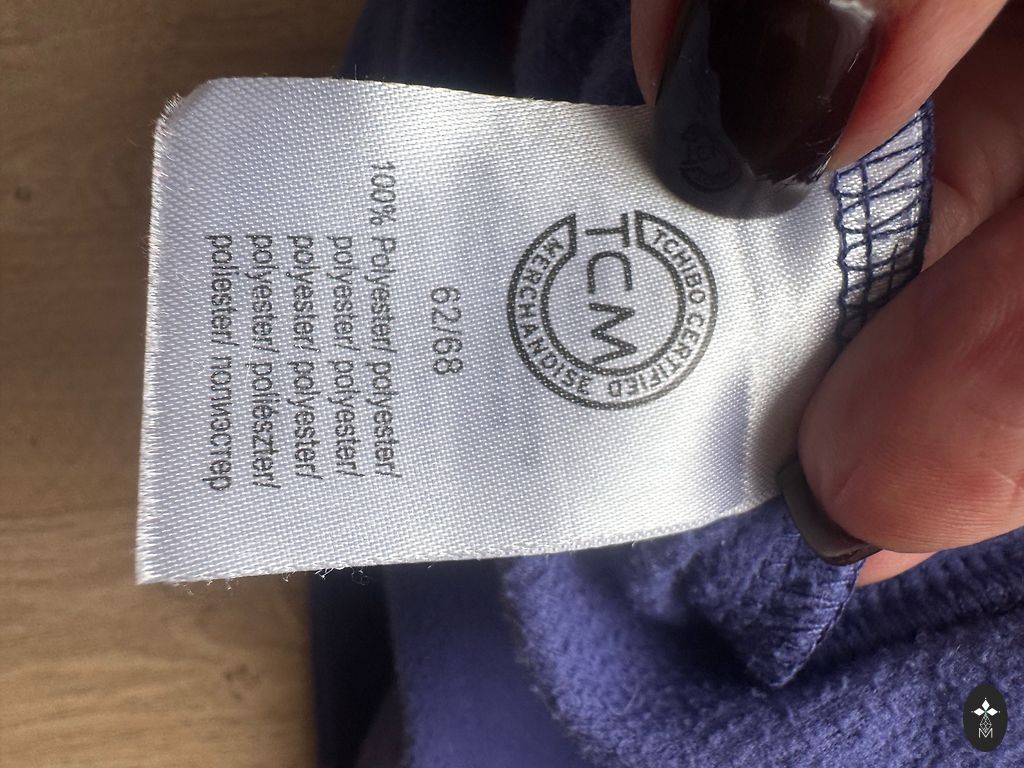 TCHIBO CERTIFIED MERCHANDISE
TCM
62/68
100% Polyester/ polyester/
polyester/ polyester/
polyester/ polyester/
polyester/ poliészter/
poliester/ полиэстер
M